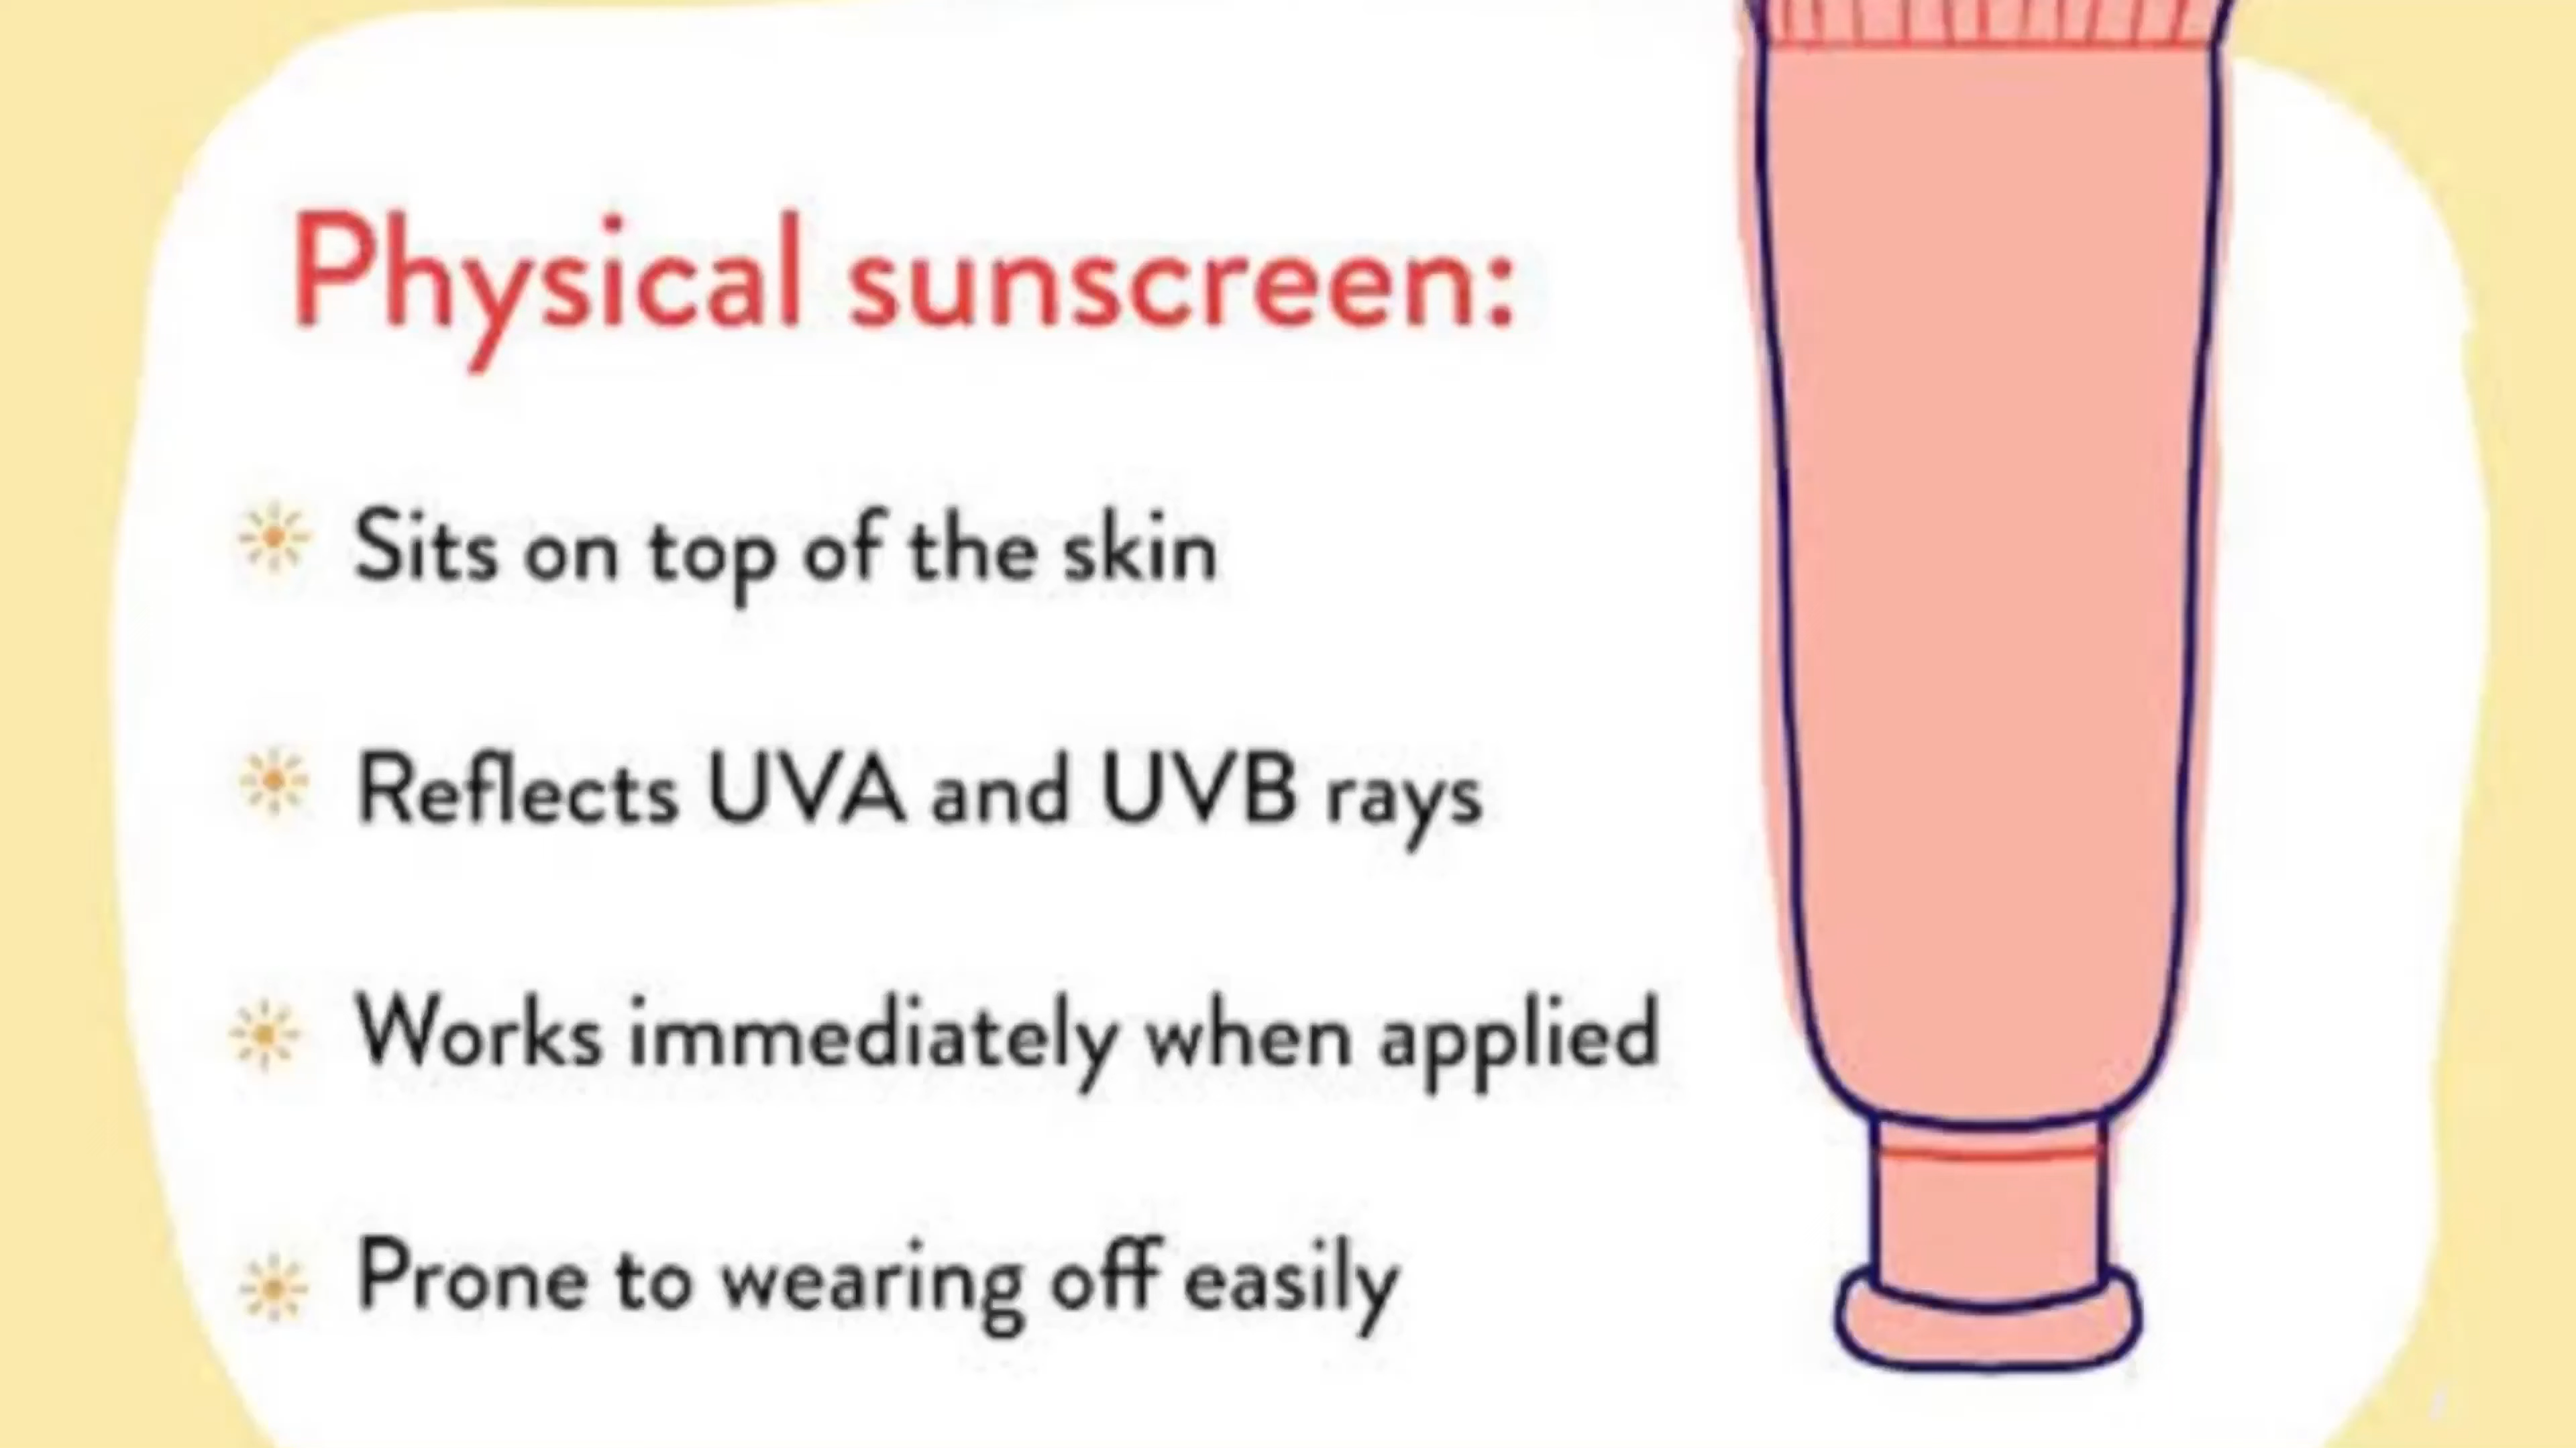 Physical sunscreen:
Sits on top of the skin
Reflects UVA and UVB rays
Works immediately when applied
Prone to wearing off easily